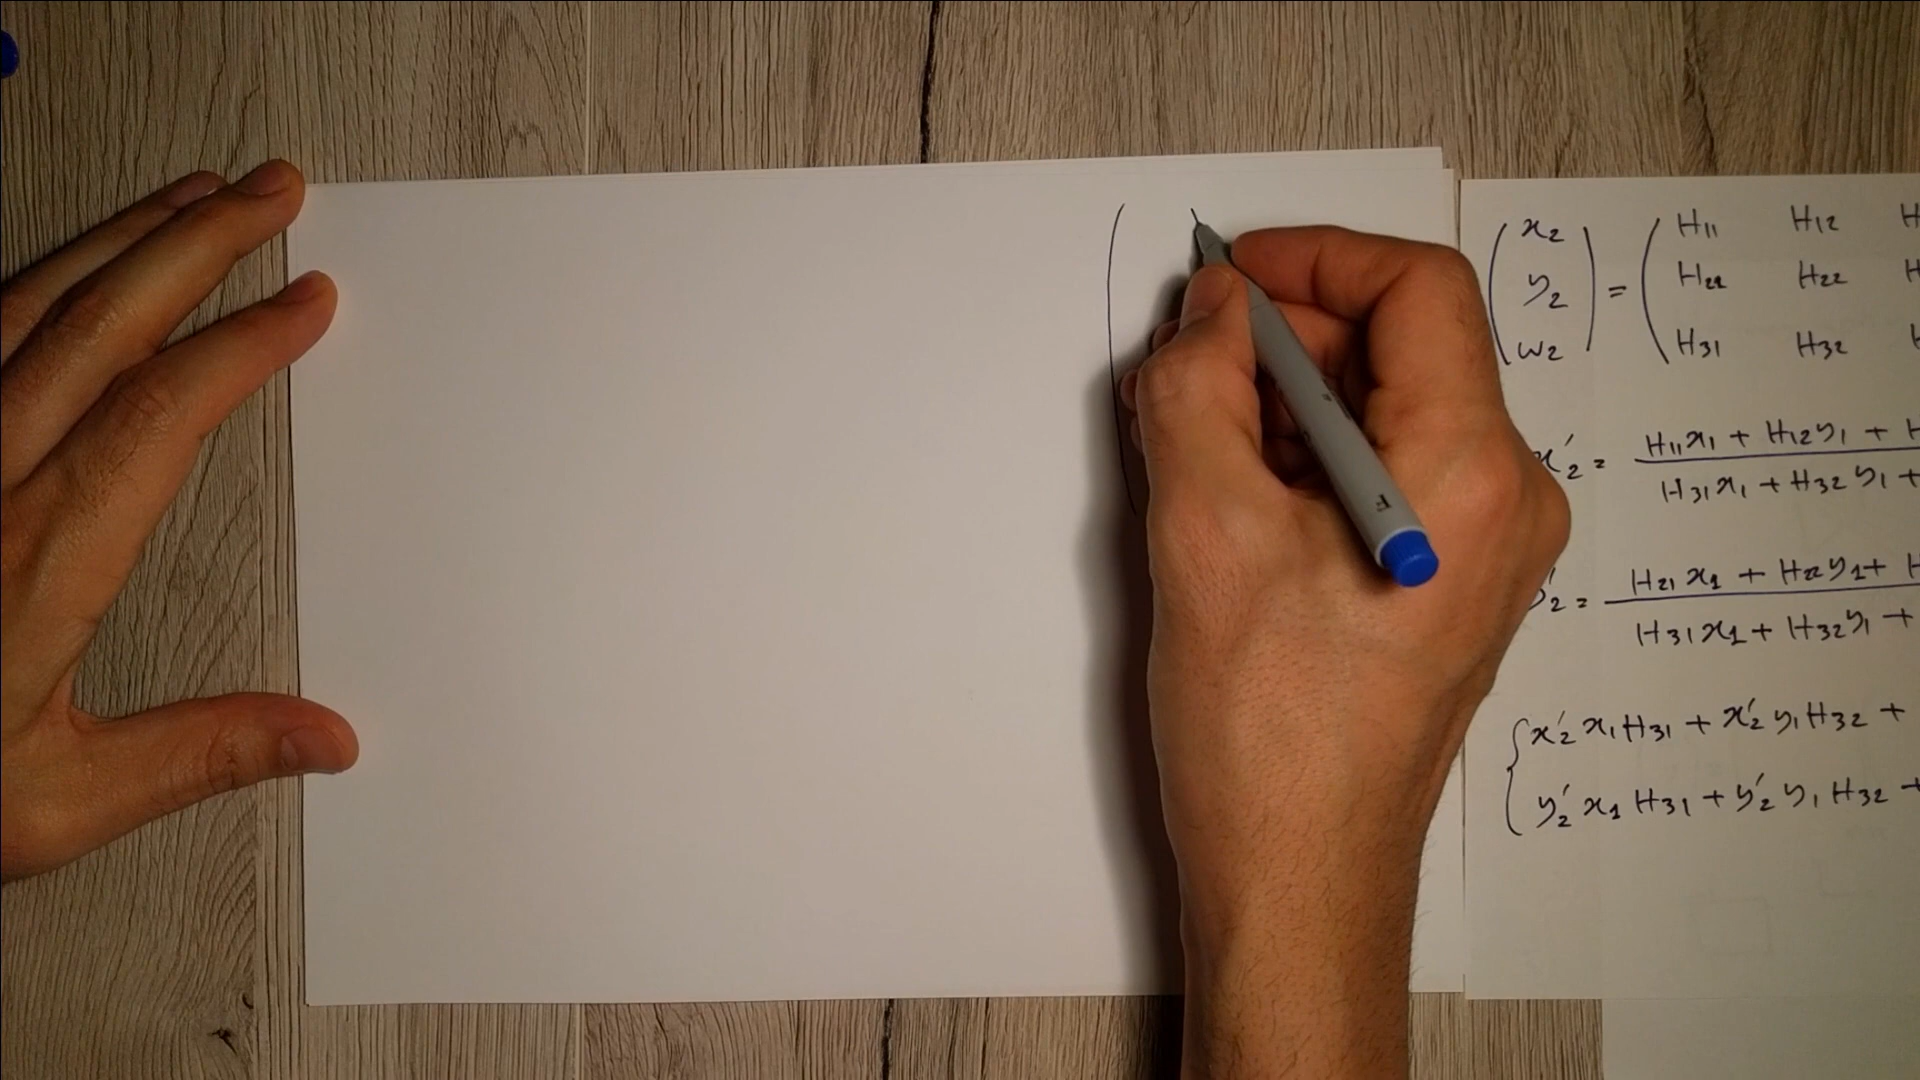 ( )
F
(x₂ y₂ w₂) = (H₁₁ H₁₂ H
H₂₂ H₂₂ H
H₃₁ H₃₂ H
x′₂ = H₁₁x₁ + H₁₂y₁ + H
H₃₁x₁ + H₃₂y₁ +
′₂ = H₂₁x₁ + H₂₂y₁ + H
H₃₁x₁ + H₃₂y₁ +
{ x′₂x₁H₃₁ + x′₂y₁H₃₂ +
y′₂x₁H₃₁ + y′₂y₁H₃₂ +